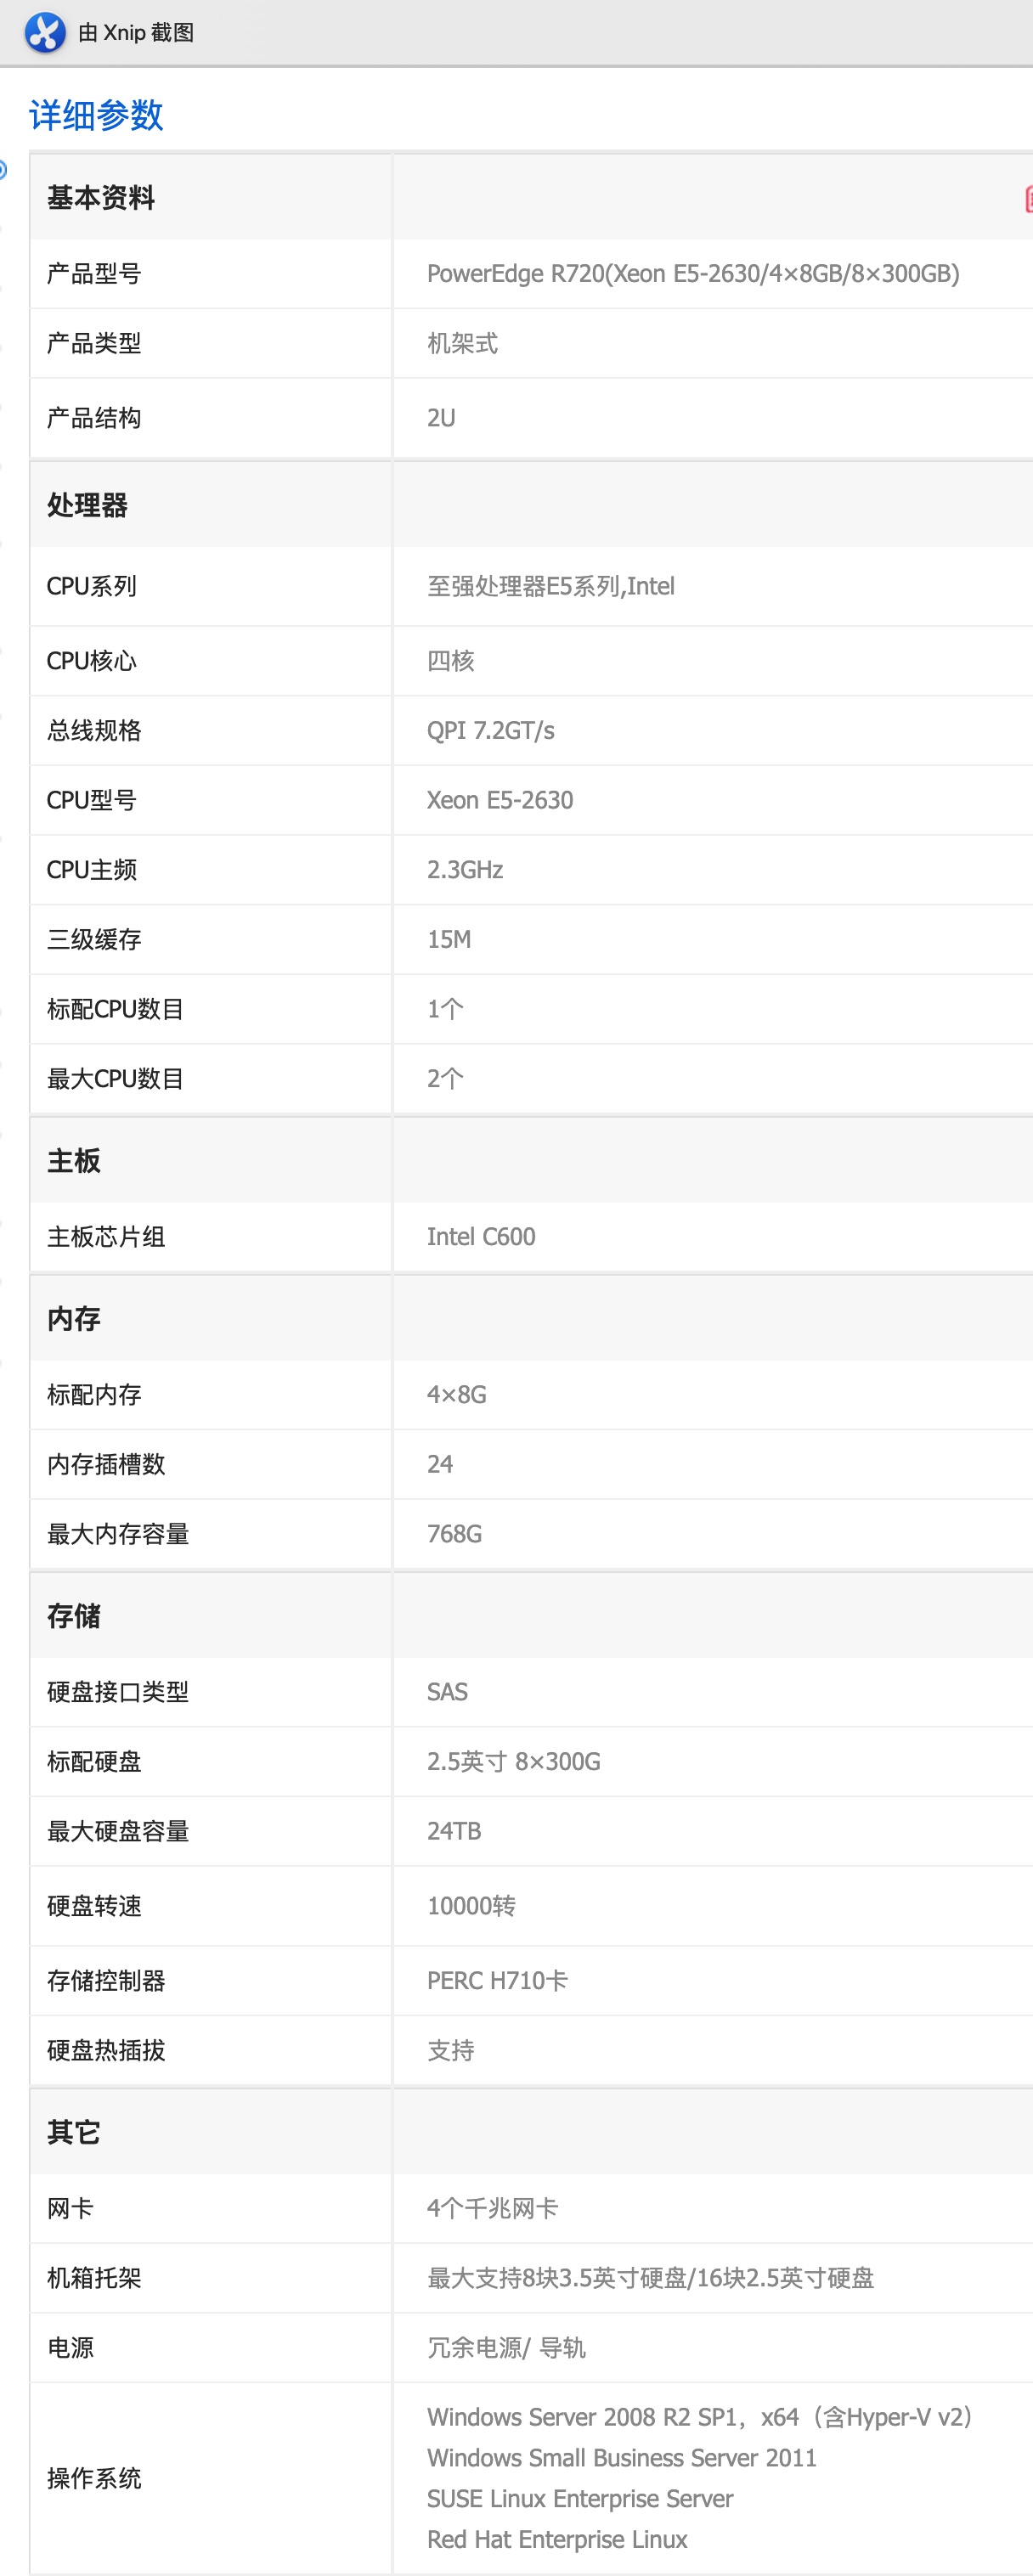 由 Xnip 截图
详细参数
基本资料
产品型号 PowerEdge R720(Xeon E5-2630/4×8GB/8×300GB)
产品类型 机架式
产品结构 2U
处理器
CPU系列 至强处理器E5系列,Intel
CPU核心 四核
总线规格 QPI 7.2GT/s
CPU型号 Xeon E5-2630
CPU主频 2.3GHz
三级缓存 15M
标配CPU数目 1个
最大CPU数目 2个
主板
主板芯片组 Intel C600
内存
标配内存 4×8G
内存插槽数 24
最大内存容量 768G
存储
硬盘接口类型 SAS
标配硬盘 2.5英寸 8×300G
最大硬盘容量 24TB
硬盘转速 10000转
存储控制器 PERC H710卡
硬盘热插拔 支持
其它
网卡 4个千兆网卡
机箱托架 最大支持8块3.5英寸硬盘/16块2.5英寸硬盘
电源 冗余电源/ 导轨
操作系统
Windows Server 2008 R2 SP1，x64（含Hyper-V v2）
Windows Small Business Server 2011
SUSE Linux Enterprise Server
Red Hat Enterprise Linux